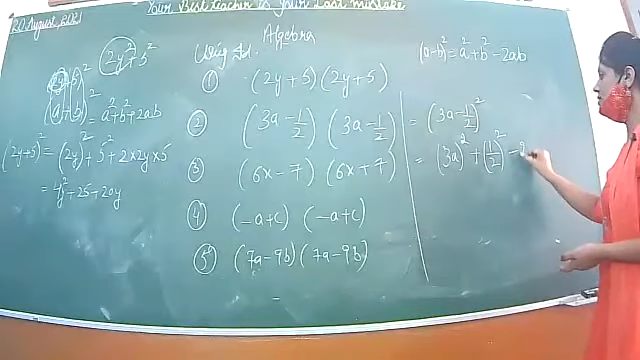 20 August, 2021
Your Best teacher is your Last mistake
Algebra
2y² + 5²
(a+b)² = a² + b² + 2ab
(2y+5)² = (2y)² + 5² + 2×2y×5
= 4y² + 25 + 20y
Using Id.
① (2y+5)(2y+5)
② (3a-1/2) (3a-1/2)
③ (6x-7) (6x+7)
④ (-a+c) (-a+c)
⑤ (7a-9b)(7a-9b)
(a-b)² = a² + b² - 2ab
= (3a-1/2)²
= (3a)² + (1/2)² - 2